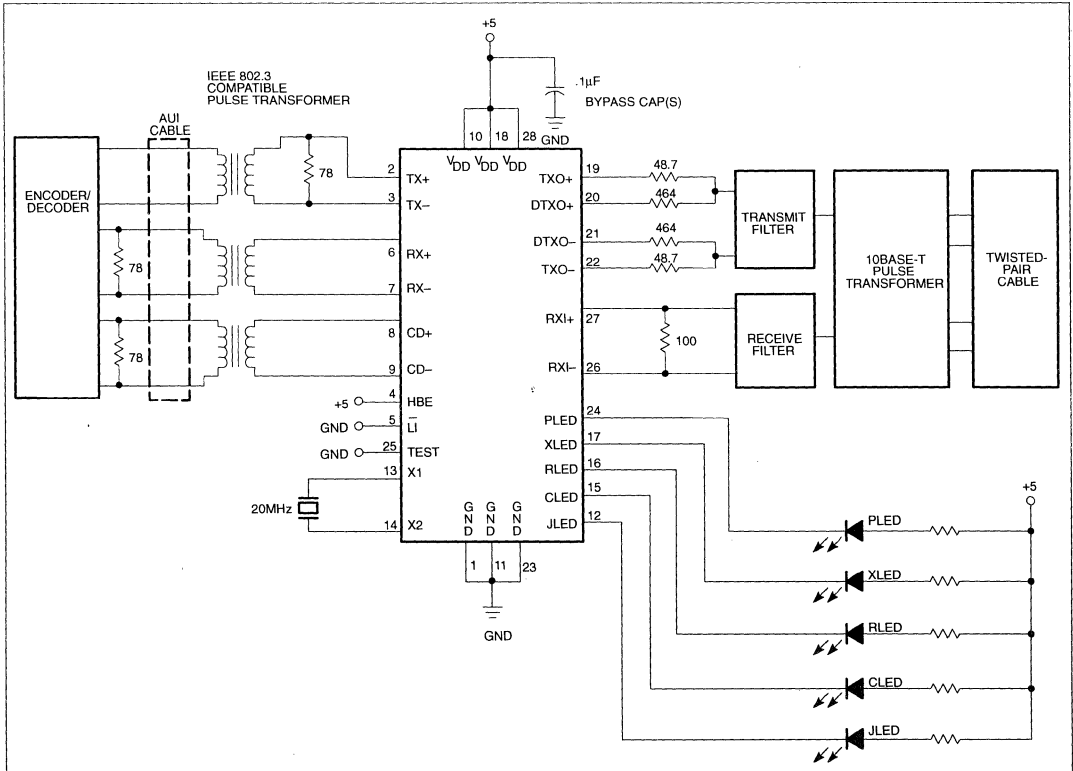 +5
.1µF
BYPASS CAP(S)
GND
IEEE 802.3
COMPATIBLE
PULSE TRANSFORMER
AUI
CABLE
ENCODER/
DECODER
78
78
78
10 18 28
VDD VDD VDD
2 TX+
3 TX–
6 RX+
7 RX–
8 CD+
9 CD–
4 HBE
+5
5 L̅I̅
GND
25 TEST
GND
13 X1
14 X2
20MHz
GND GND GND
1 11 23
GND
TXO+ 19
48.7
DTXO+ 20
464
DTXO– 21
464
TXO– 22
48.7
RXI+ 27
100
RXI– 26
PLED 24
XLED 17
RLED 16
CLED 15
JLED 12
TRANSMIT
FILTER
RECEIVE
FILTER
10BASE-T
PULSE
TRANSFORMER
TWISTED-
PAIR
CABLE
+5
PLED
XLED
RLED
CLED
JLED